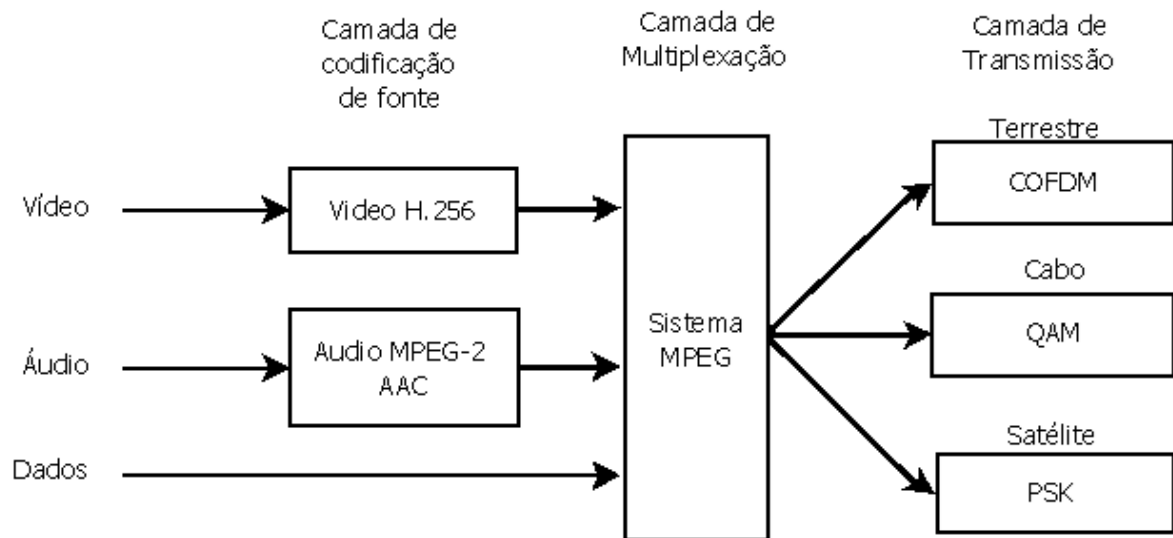 Camada de
codificação
de fonte
Camada de
Multiplexação
Camada de
Transmissão
Terrestre
Vídeo
Video H.256
COFDM
Cabo
Sistema
MPEG
QAM
Áudio
Audio MPEG-2
AAC
Satélite
Dados
PSK